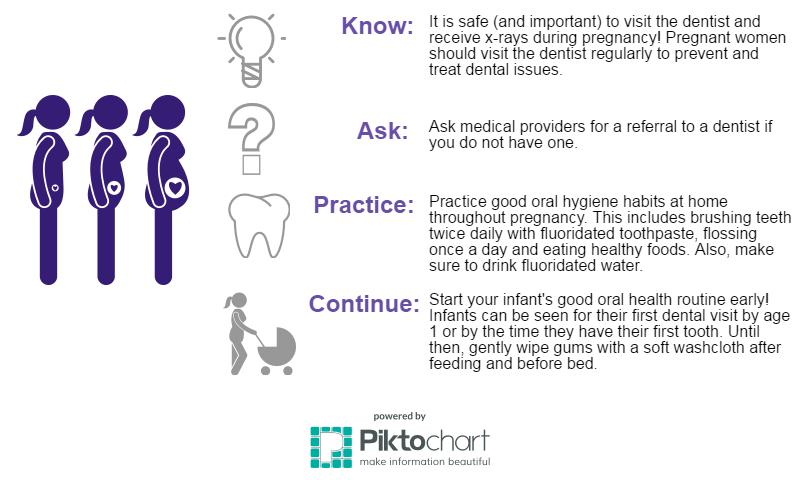 Know:
It is safe (and important) to visit the dentist and
receive x-rays during pregnancy! Pregnant women
should visit the dentist regularly to prevent and
treat dental issues.
Ask:
Ask medical providers for a referral to a dentist if
you do not have one.
Practice:
Practice good oral hygiene habits at home
throughout pregnancy. This includes brushing teeth
twice daily with fluoridated toothpaste, flossing
once a day and eating healthy foods. Also, make
sure to drink fluoridated water.
Continue:
Start your infant's good oral health routine early!
Infants can be seen for their first dental visit by age
1 or by the time they have their first tooth. Until
then, gently wipe gums with a soft washcloth after
feeding and before bed.
powered by
Piktochart
make information beautiful